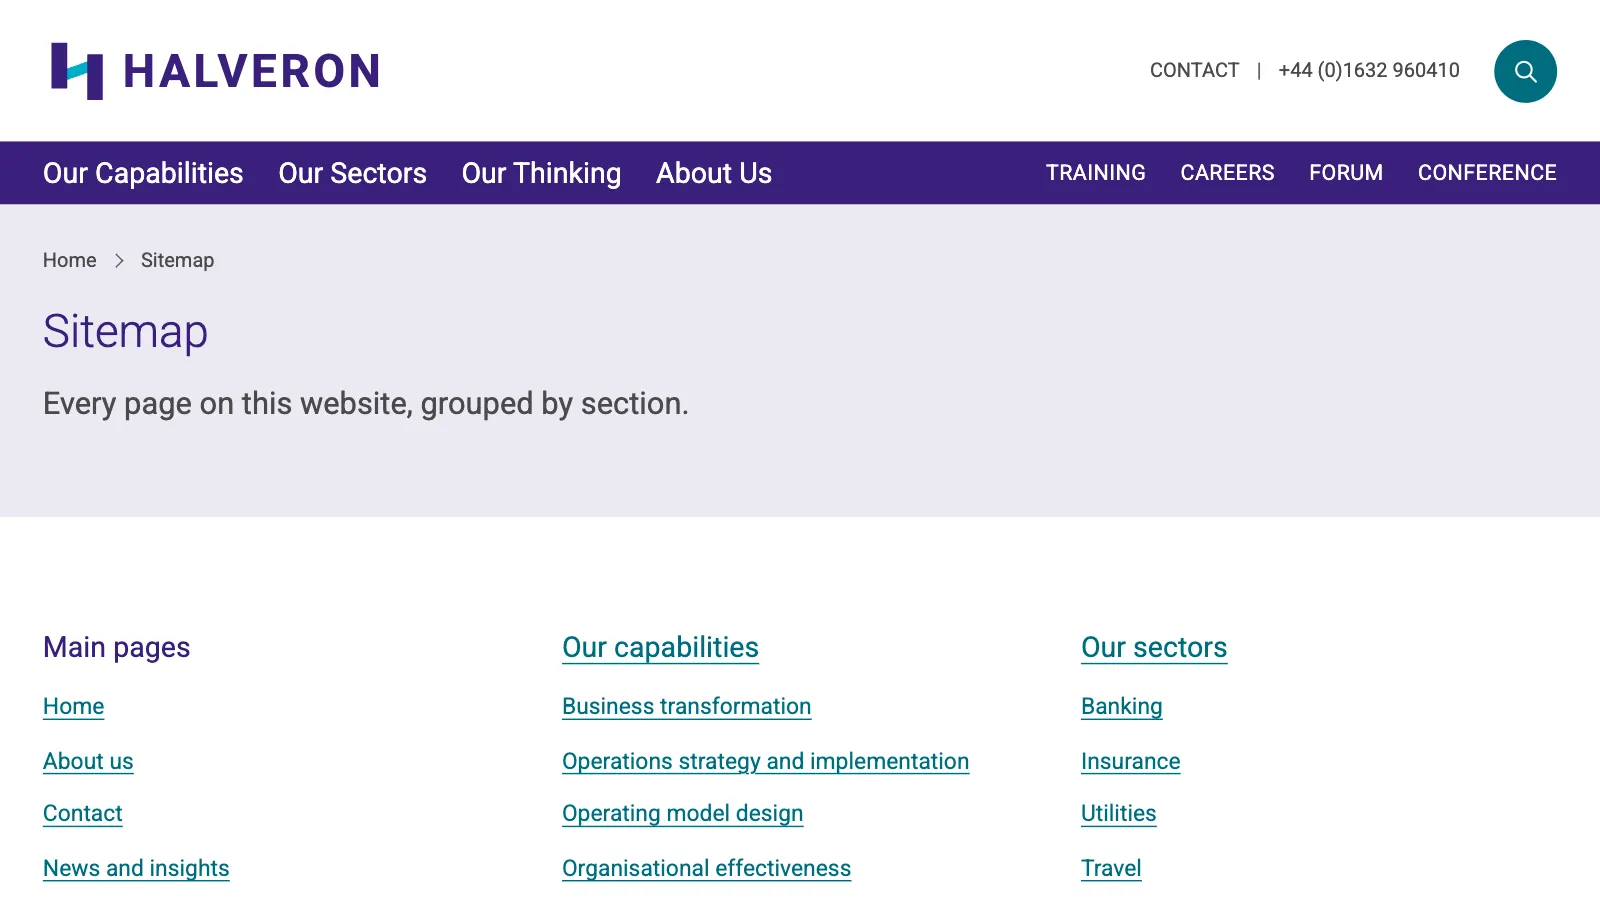 HALVERON
CONTACT | +44 (0)1632 960410
Our Capabilities Our Sectors Our Thinking About Us TRAINING CAREERS FORUM CONFERENCE
Home > Sitemap
Sitemap
Every page on this website, grouped by section.
Main pages
Home
About us
Contact
News and insights
Our capabilities
Business transformation
Operations strategy and implementation
Operating model design
Organisational effectiveness
Our sectors
Banking
Insurance
Utilities
Travel